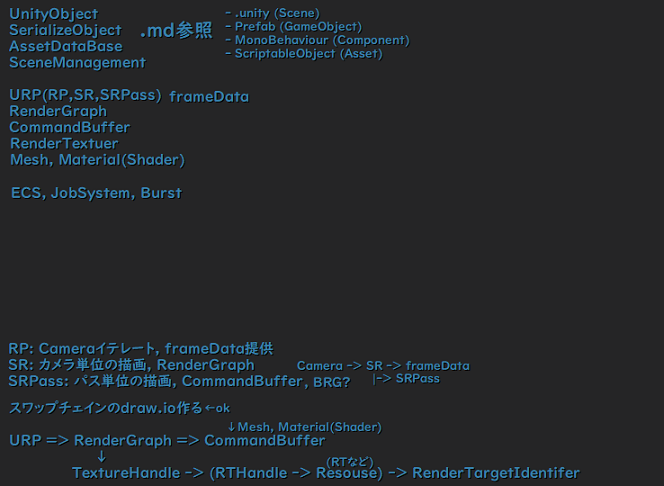 UnityObject
SerializeObject .md参照
AssetDataBase
SceneManagement
- .unity (Scene)
- Prefab (GameObject)
- MonoBehaviour (Component)
- ScriptableObject (Asset)
URP(RP,SR,SRPass) frameData
RenderGraph
CommandBuffer
RenderTextuer
Mesh, Material(Shader)
ECS, JobSystem, Burst
RP: Cameraイテレート, frameData提供
SR: カメラ単位の描画, RenderGraph
SRPass: パス単位の描画, CommandBuffer, BRG?
Camera -> SR -> frameData
|-> SRPass
スワップチェインのdraw.io作る←ok
↓Mesh, Material(Shader)
URP => RenderGraph => CommandBuffer
↓
(RTなど)
TextureHandle -> (RTHandle -> Resouse) -> RenderTargetIdentifer